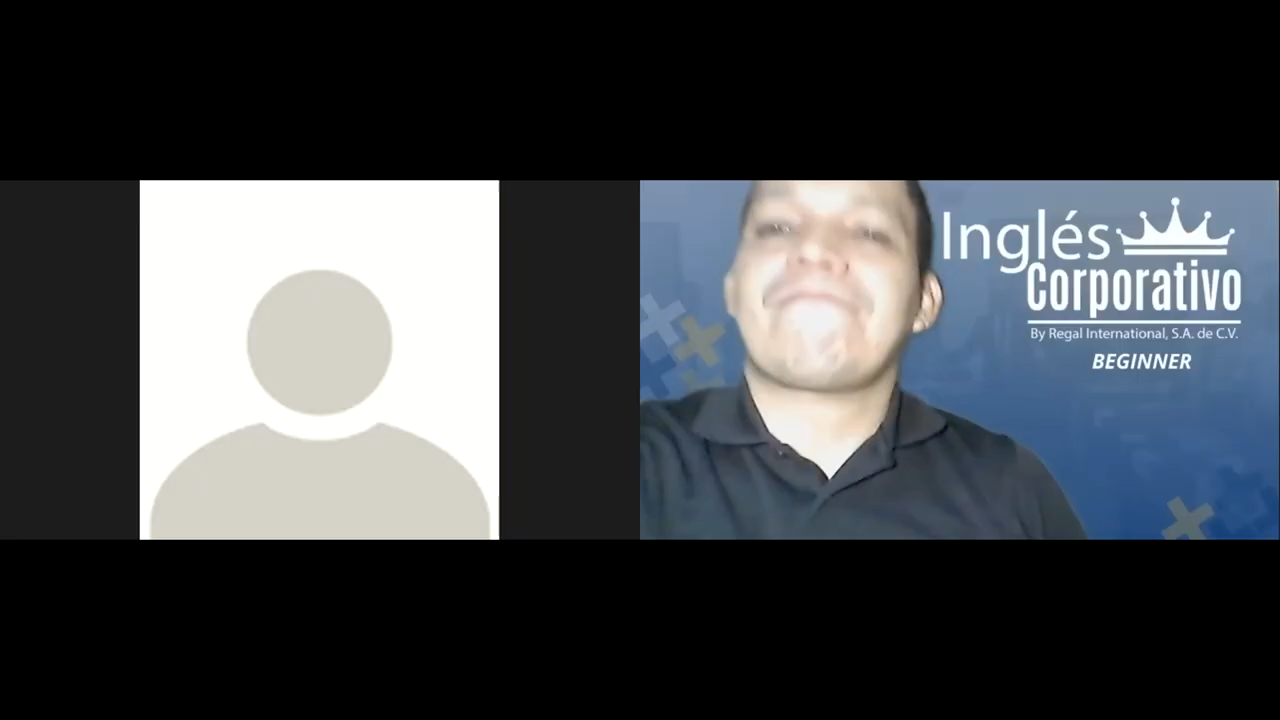 Inglés
Corporativo
By Regal International, S.A. de C.V.
BEGINNER